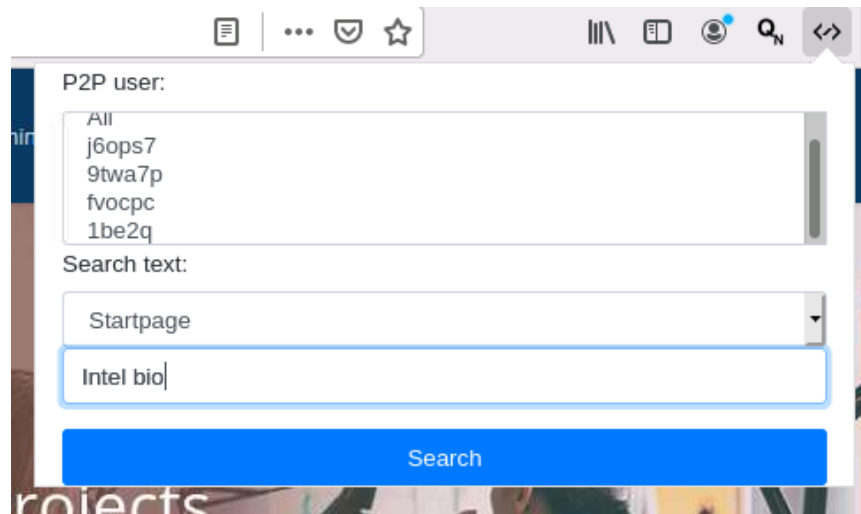 Q N
P2P user:
All
j6ops7
9twa7p
fvocpc
1be2q
Search text:
Startpage
Intel bio
Search
rojects